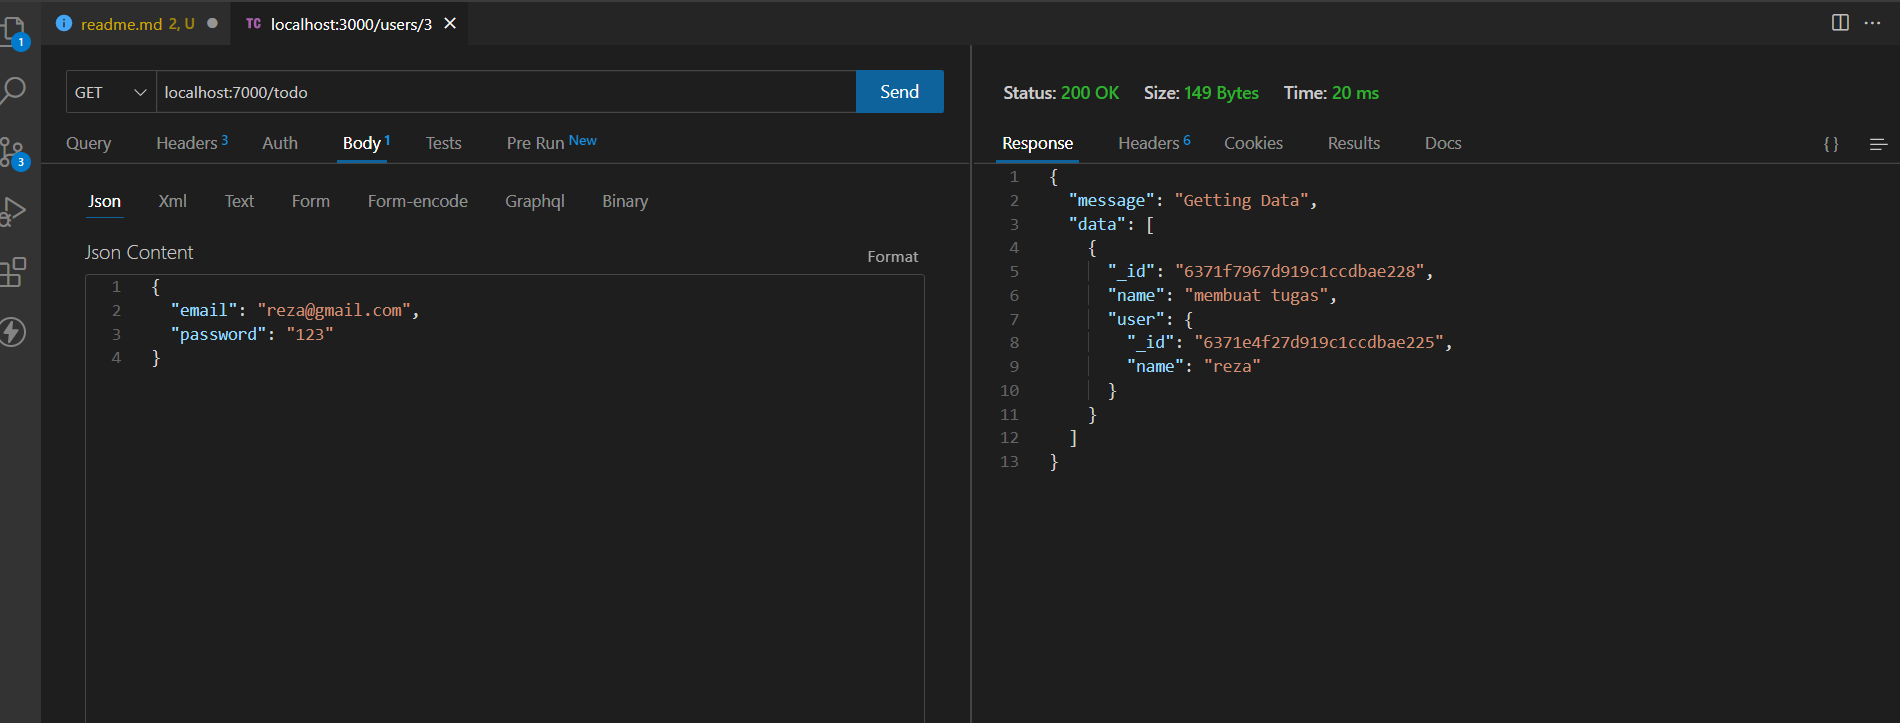 readme.md 2, U
TC localhost:3000/users/3
1
3
GET localhost:7000/todo Send
Query Headers 3 Auth Body 1 Tests Pre Run New
Json Xml Text Form Form-encode Graphql Binary
Json Content
Format
1 {
2 "email": "reza@gmail.com",
3 "password": "123"
4 }
Status: 200 OK Size: 149 Bytes Time: 20 ms
Response Headers 6 Cookies Results Docs {}
1 {
2 "message": "Getting Data",
3 "data": [
4 {
5 "_id": "6371f7967d919c1ccdbae228",
6 "name": "membuat tugas",
7 "user": {
8 "_id": "6371e4f27d919c1ccdbae225",
9 "name": "reza"
10 }
11 }
12 ]
13 }